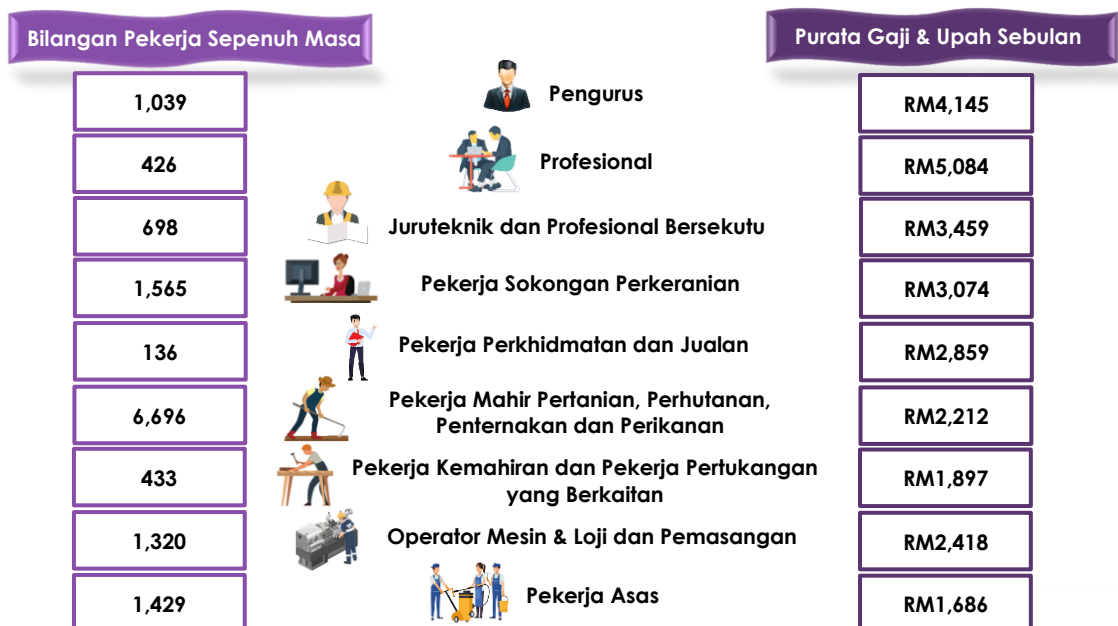 Bilangan Pekerja Sepenuh Masa
Purata Gaji & Upah Sebulan
1,039
Pengurus
RM4,145
426
Profesional
RM5,084
698
Juruteknik dan Profesional Bersekutu
RM3,459
1,565
Pekerja Sokongan Perkeranian
RM3,074
136
Pekerja Perkhidmatan dan Jualan
RM2,859
6,696
Pekerja Mahir Pertanian, Perhutanan,
Penternakan dan Perikanan
RM2,212
433
Pekerja Kemahiran dan Pekerja Pertukangan
yang Berkaitan
RM1,897
1,320
Operator Mesin & Loji dan Pemasangan
RM2,418
1,429
Pekerja Asas
RM1,686